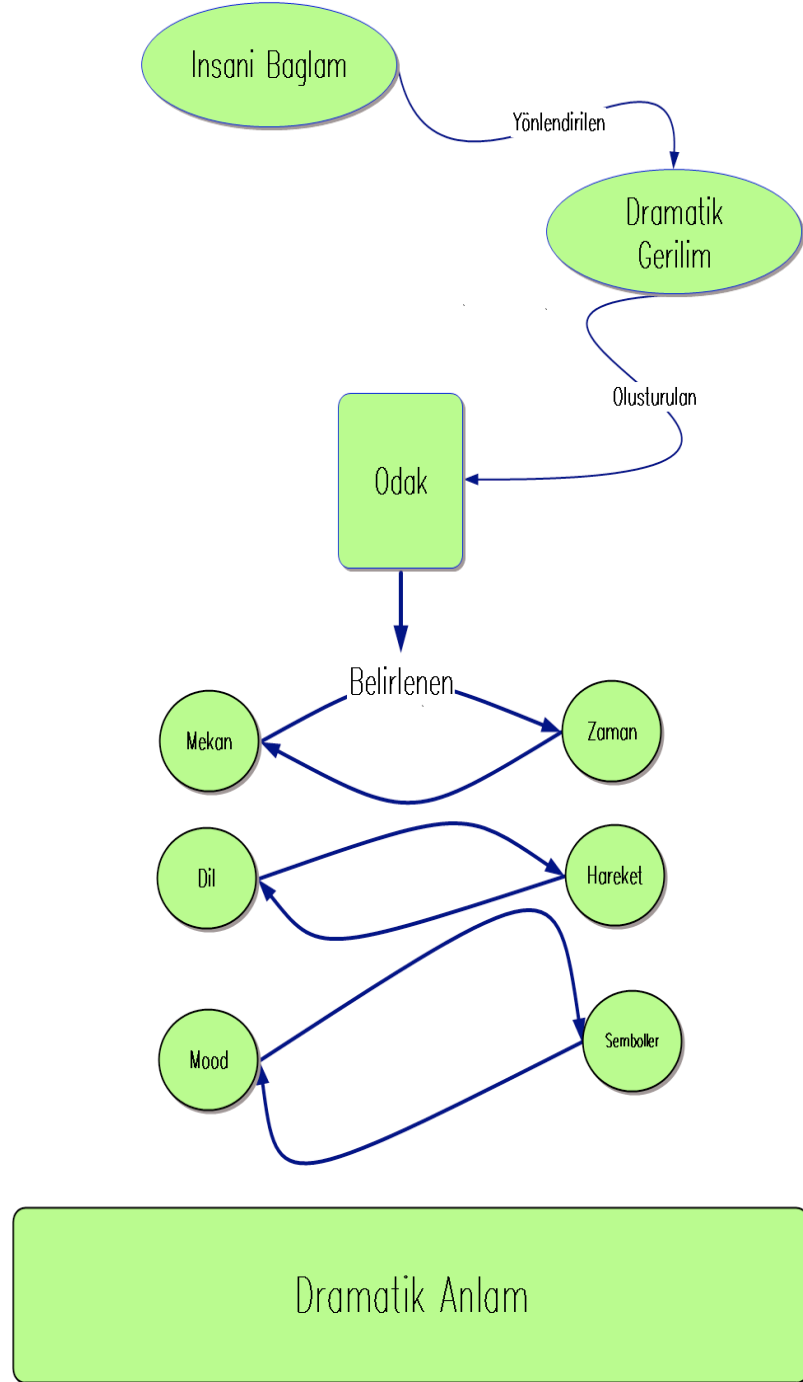 Insani Baglam
Yönlendirilen
Dramatik
Gerilim
Olusturulan
Odak
Belirlenen
Mekan
Zaman
Dil
Hareket
Mood
Semboller
Dramatik Anlam